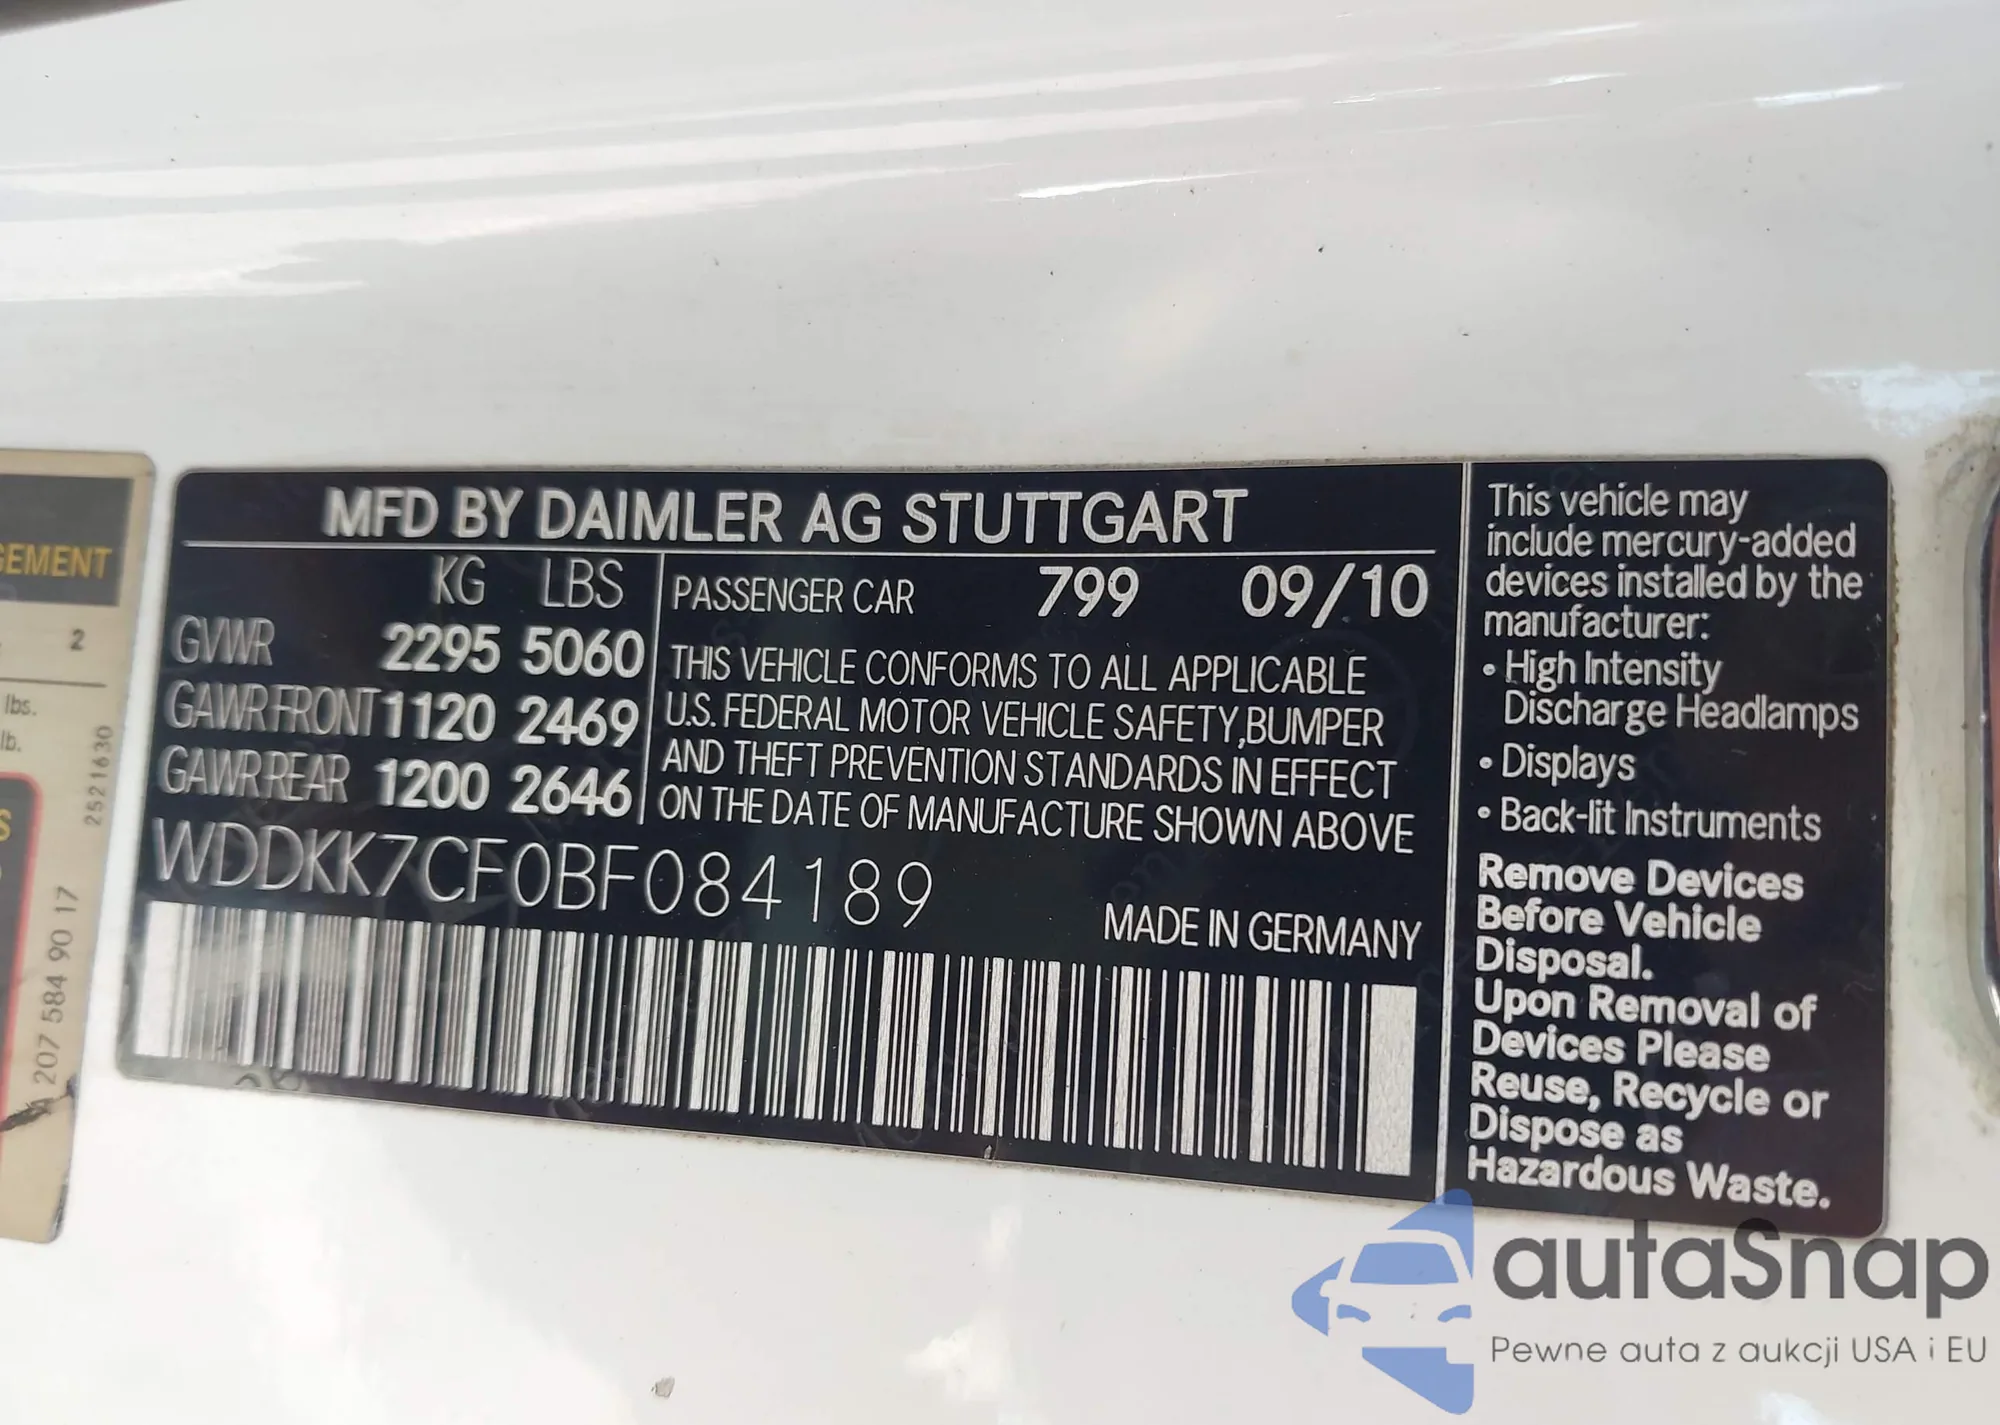 GEMENT
2
lbs.
lb.
S
2521630
207 584 90 17
MFD BY DAIMLER AG STUTTGART
KG LBS
GVWR 2295 5060
GAWR FRONT 1120 2469
GAWR REAR 1200 2646
PASSENGER CAR 799 09/10
THIS VEHICLE CONFORMS TO ALL APPLICABLE
U.S. FEDERAL MOTOR VEHICLE SAFETY,BUMPER
AND THEFT PREVENTION STANDARDS IN EFFECT
ON THE DATE OF MANUFACTURE SHOWN ABOVE
WDDKK7CF0BF084189
MADE IN GERMANY
This vehicle may
include mercury-added
devices installed by the
manufacturer:
• High Intensity
Discharge Headlamps
• Displays
• Back-lit Instruments
Remove Devices
Before Vehicle
Disposal.
Upon Removal of
Devices Please
Reuse, Recycle or
Dispose as
Hazardous Waste.
autaSnap
Pewne auta z aukcji USA i EU